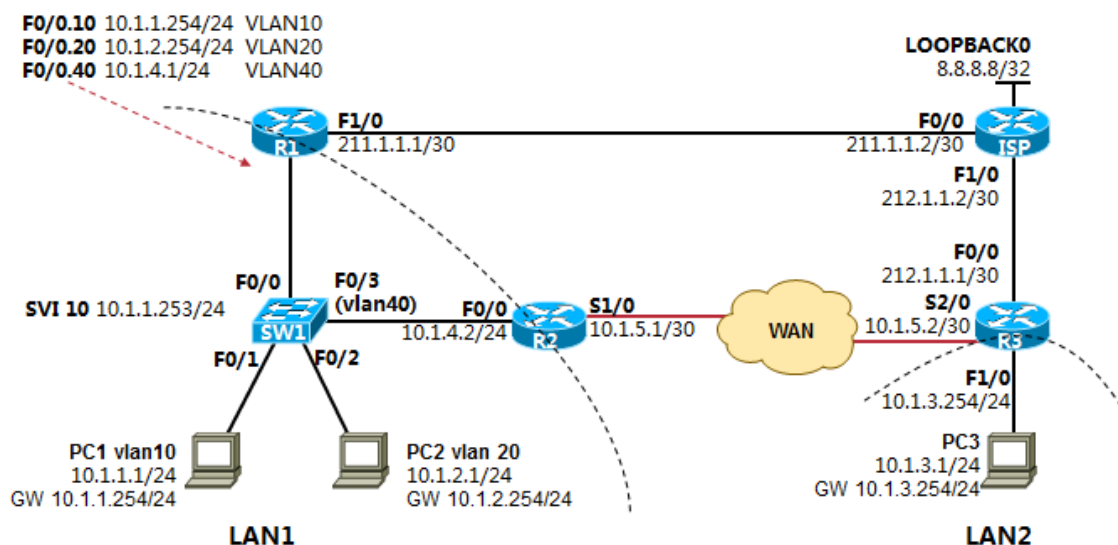 F0/0.10 10.1.1.254/24 VLAN10
F0/0.20 10.1.2.254/24 VLAN20
F0/0.40 10.1.4.1/24 VLAN40
LOOPBACK0
8.8.8.8/32
R1
F1/0
211.1.1.1/30
F0/0
211.1.1.2/30
ISP
F1/0
212.1.1.2/30
F0/0
212.1.1.1/30
F0/0
SVI 10 10.1.1.253/24
SW1
F0/3
(vlan40)
F0/0
10.1.4.2/24
R2
S1/0
10.1.5.1/30
WAN
S2/0
10.1.5.2/30
R3
F0/1
F0/2
F1/0
10.1.3.254/24
PC1 vlan10
10.1.1.1/24
GW 10.1.1.254/24
PC2 vlan 20
10.1.2.1/24
GW 10.1.2.254/24
PC3
10.1.3.1/24
GW 10.1.3.254/24
LAN1
LAN2